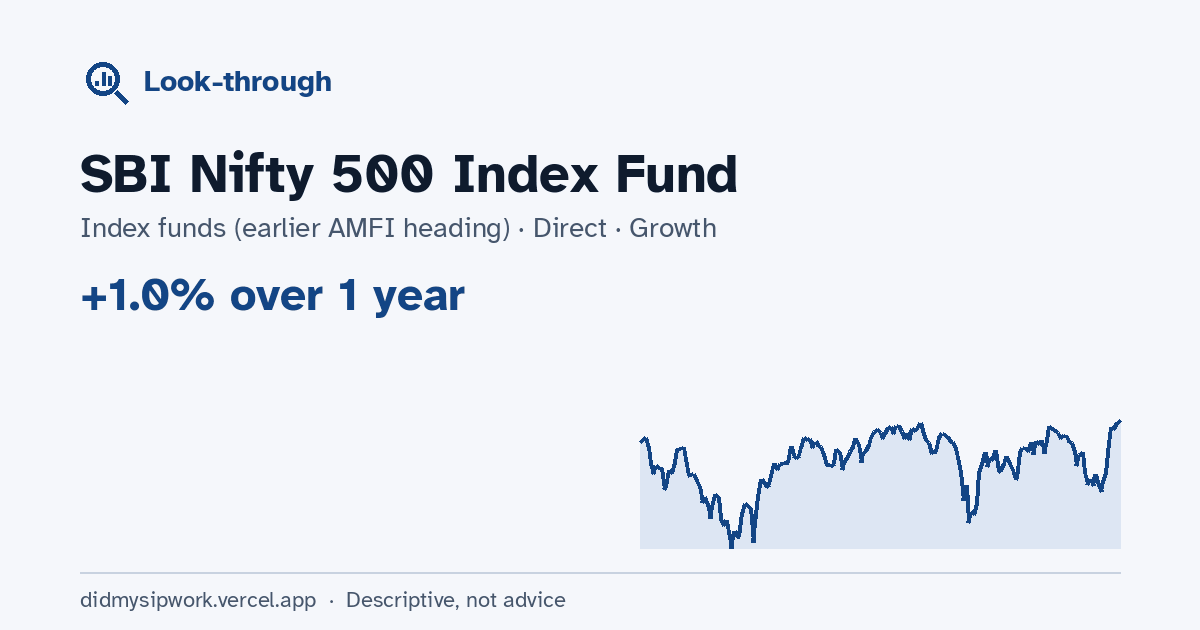 Look-through
SBI Nifty 500 Index Fund
Index funds (earlier AMFI heading) · Direct · Growth
+1.0% over 1 year
didmysipwork.vercel.app · Descriptive, not advice